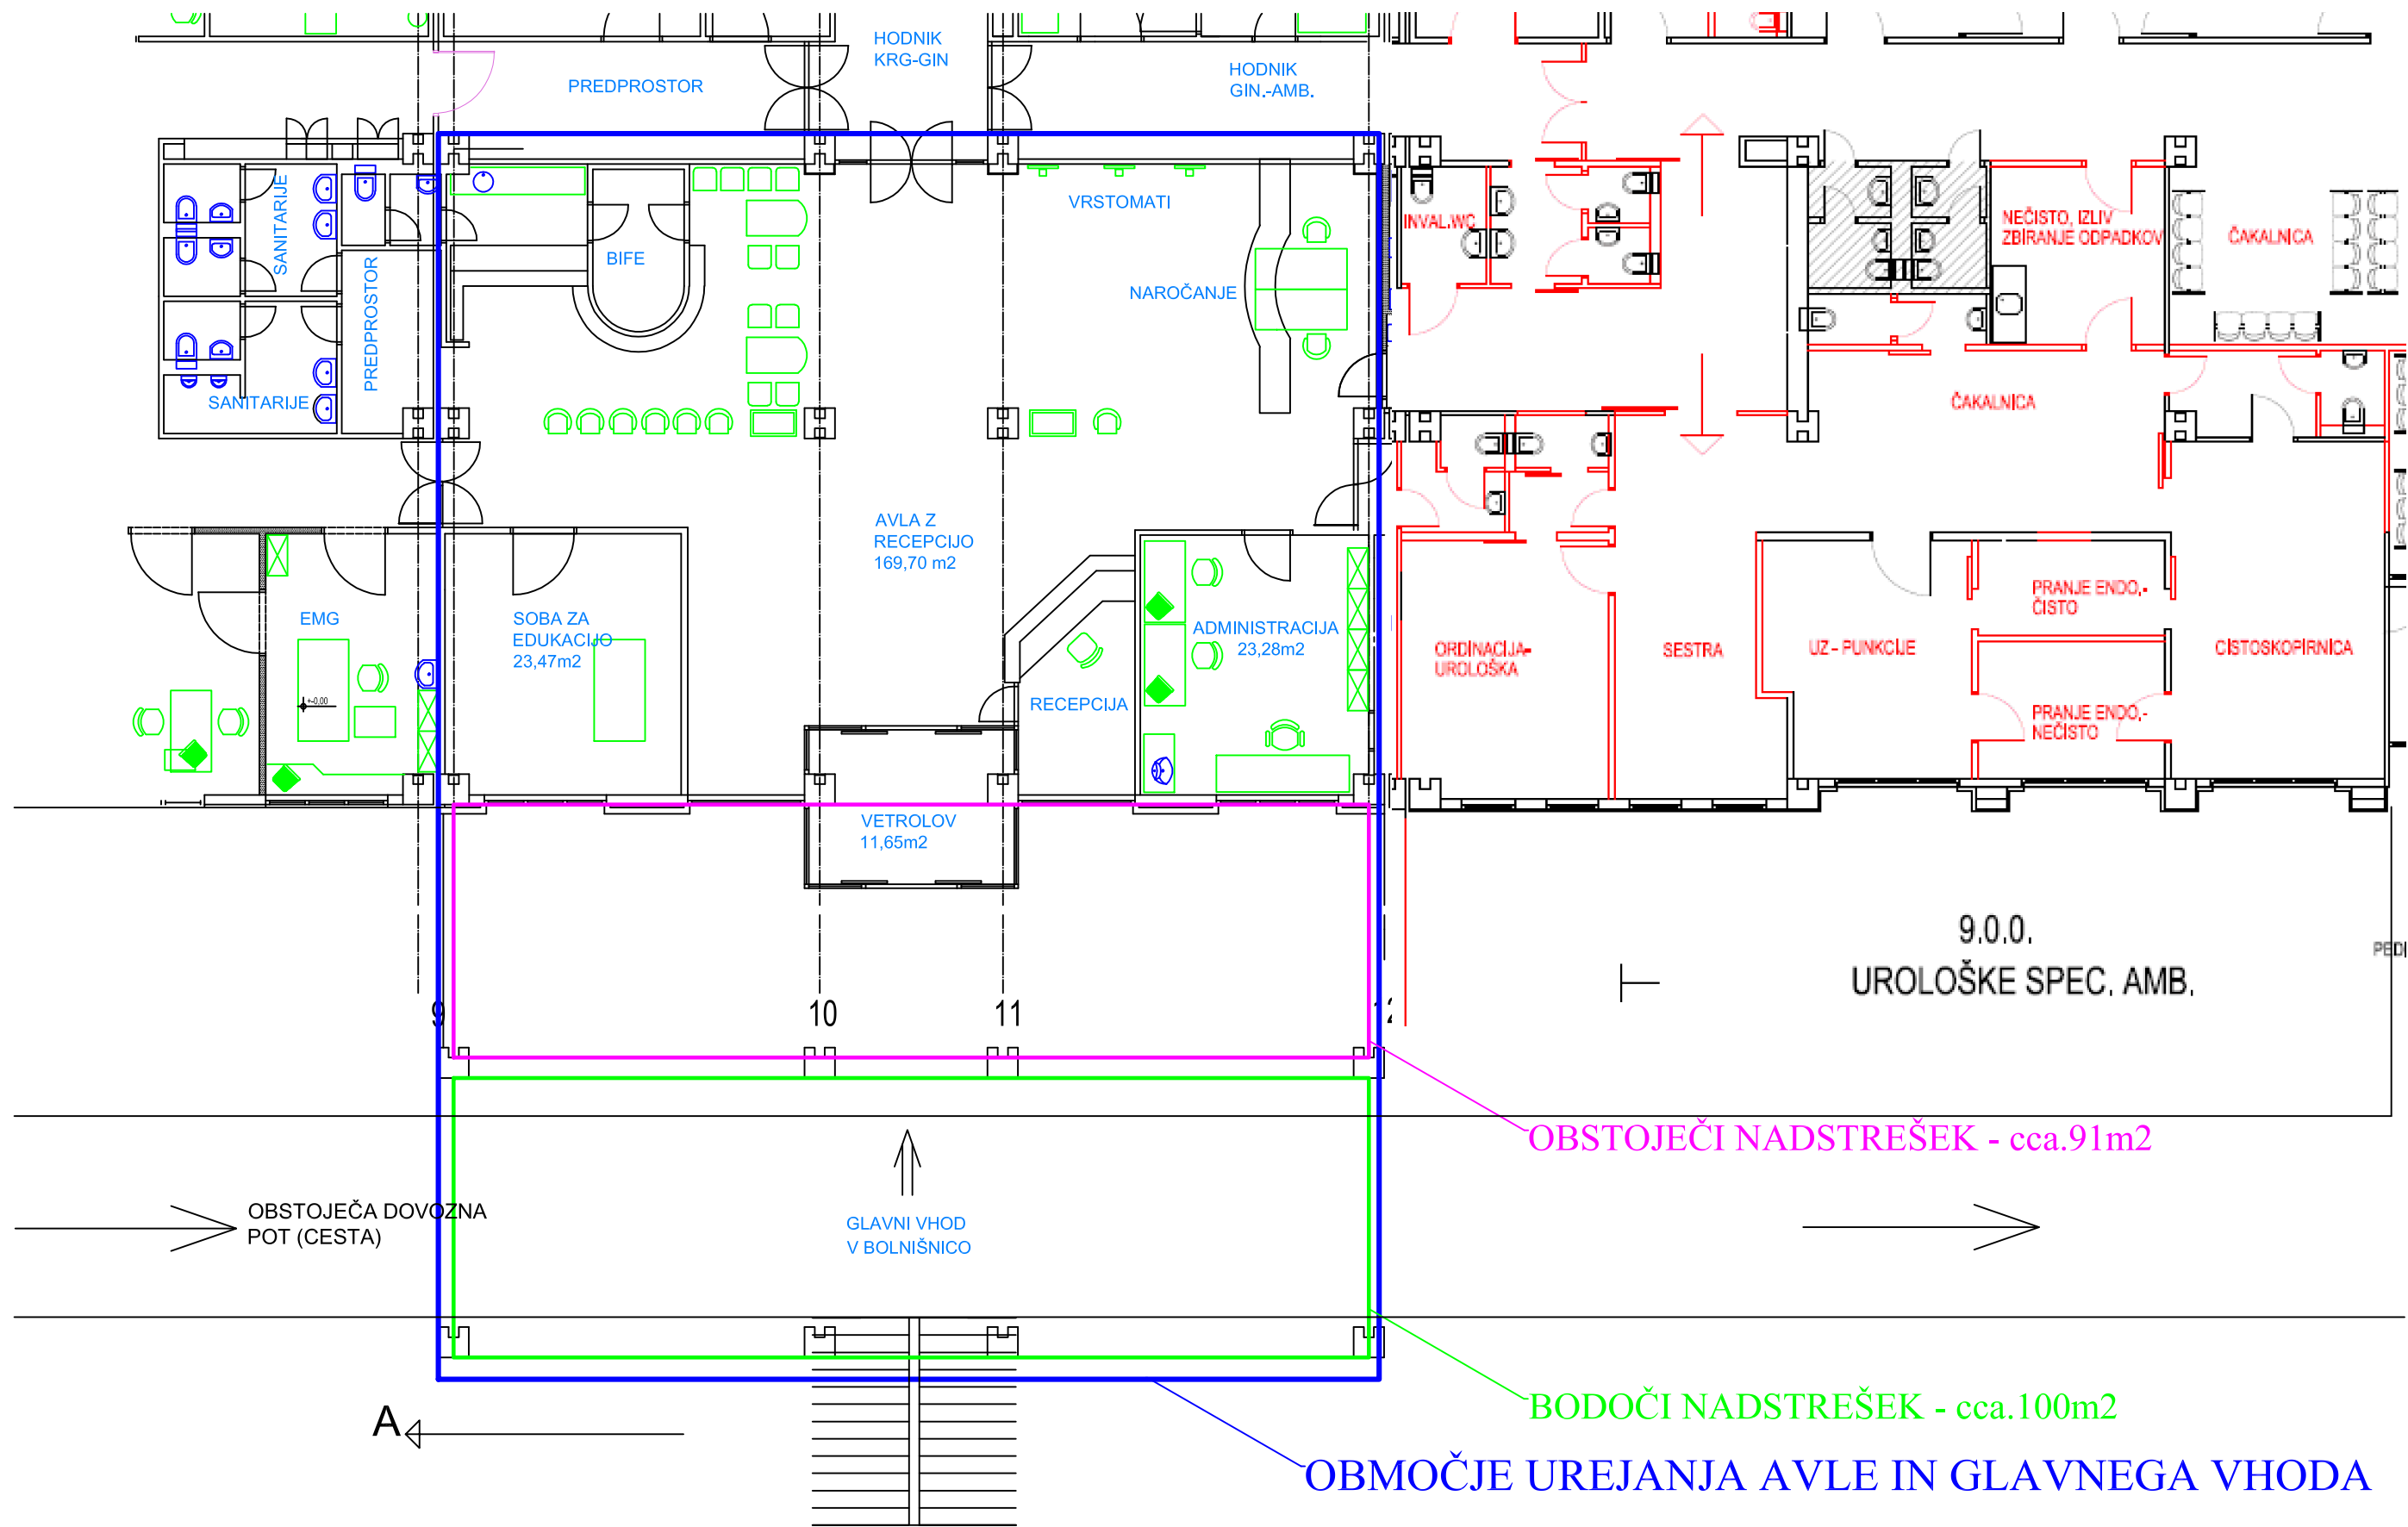 HODNIK
KRG-GIN
PREDPROSTOR
HODNIK
GIN.-AMB.
SANITARIJE
PREDPROSTOR
SANITARIJE
BIFE
VRSTOMATI
NAROČANJE
INVAL.WC
NEČISTO, IZLIV
ZBIRANJE ODPADKOV
ČAKALNICA
ČAKALNICA
AVLA Z
RECEPCIJO
169,70 m2
EMG
+-0,00
SOBA ZA
EDUKACIJO
23,47m2
ADMINISTRACIJA
23,28m2
RECEPCIJA
ORDINACIJA-
UROLOŠKA
SESTRA
UZ - PUNKCIJE
PRANJE ENDO.-
ČISTO
PRANJE ENDO.-
NEČISTO
CISTOSKOPIRNICA
VETROLOV
11,65m2
9
10
11
9.0.0.
UROLOŠKE SPEC. AMB.
OBSTOJEČI NADSTREŠEK - cca.91m2
OBSTOJEČA DOVOZNA
POT (CESTA)
GLAVNI VHOD
V BOLNIŠNICO
BODOČI NADSTREŠEK - cca.100m2
A
OBMOČJE UREJANJA AVLE IN GLAVNEGA VHODA